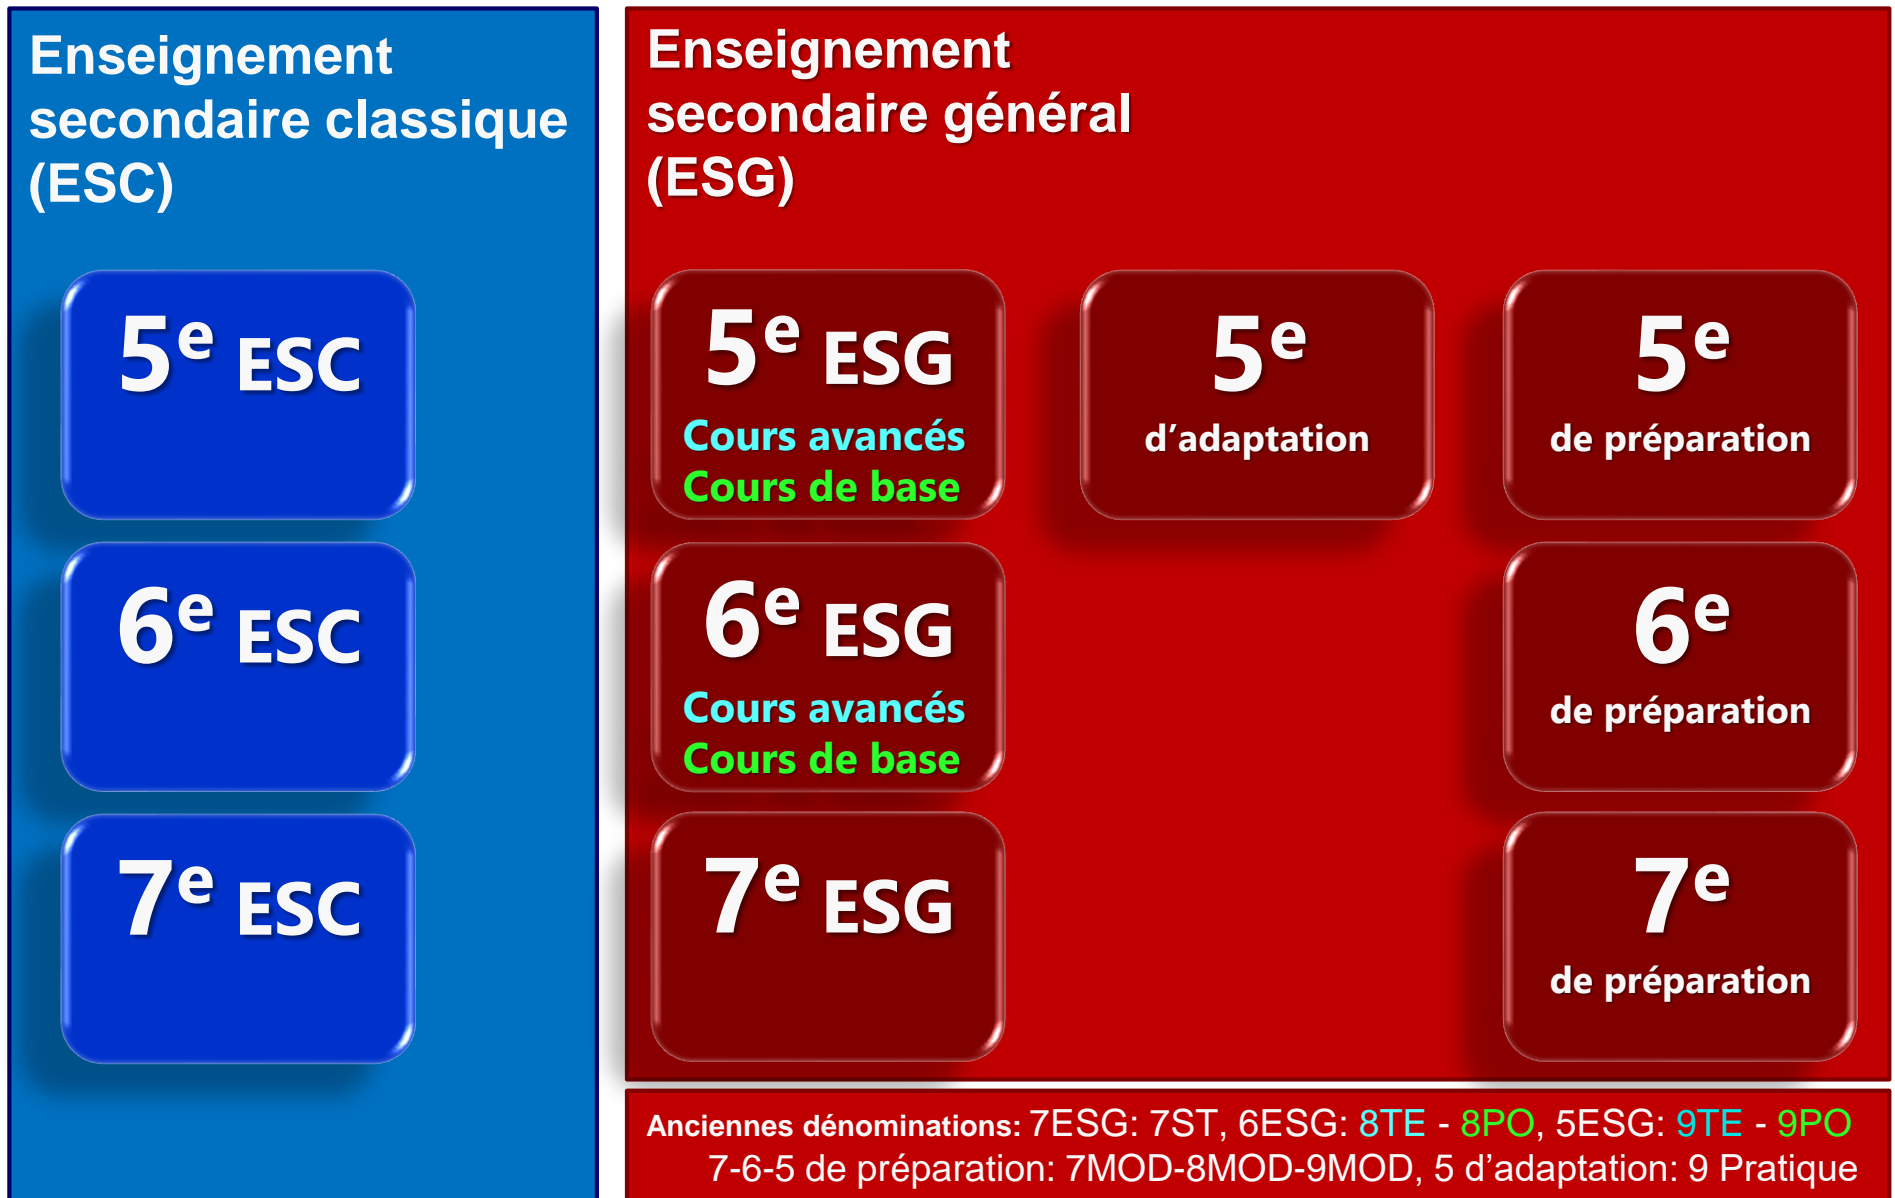 Enseignement
secondaire classique
(ESC)
5e ESC
6e ESC
7e ESC
Enseignement
secondaire général
(ESG)
5e ESG
Cours avancés
Cours de base
5e
d’adaptation
5e
de préparation
6e ESG
Cours avancés
Cours de base
6e
de préparation
7e ESG
7e
de préparation
Anciennes dénominations: 7ESG: 7ST, 6ESG: 8TE - 8PO, 5ESG: 9TE - 9PO
7-6-5 de préparation: 7MOD-8MOD-9MOD, 5 d’adaptation: 9 Pratique